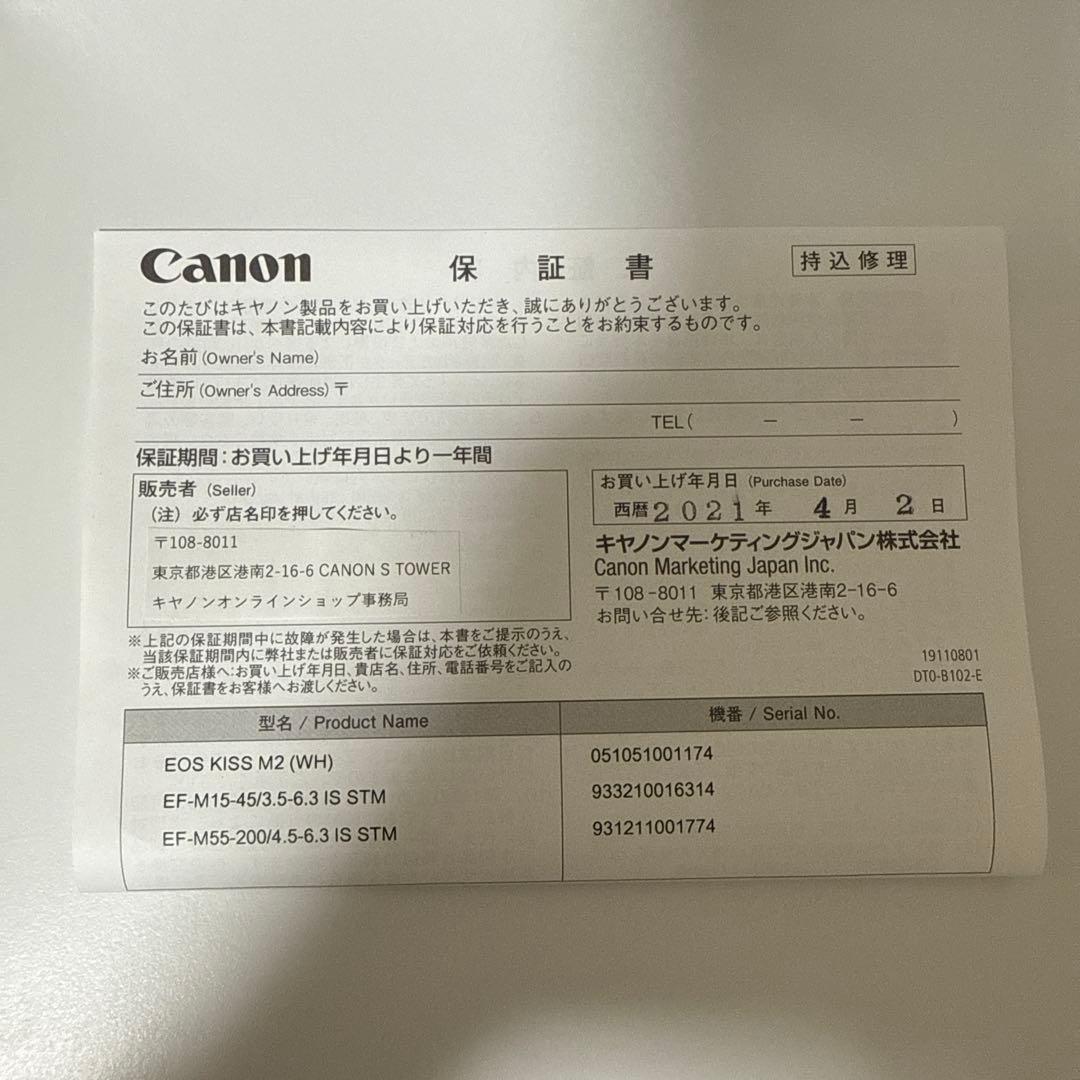 Canon 保証書 持込修理
このたびはキヤノン製品をお買い上げいただき、誠にありがとうございます。
この保証書は、本書記載内容により保証対応を行うことをお約束するものです。
お名前 (Owner's Name)
ご住所 (Owner's Address) 〒
TEL( － － )
保証期間:お買い上げ年月日より一年間
販売者 (Seller)
(注) 必ず店名印を押してください。
〒108-8011
東京都港区港南2-16-6 CANON S TOWER
キヤノンオンラインショップ事務局
お買い上げ年月日 (Purchase Date)
西暦 2021 年 4 月 2 日
キヤノンマーケティングジャパン株式会社
Canon Marketing Japan Inc.
〒108-8011 東京都港区港南2-16-6
お問い合せ先:後記ご参照ください。
※上記の保証期間中に故障が発生した場合は、本書をご提示のうえ、
当該保証期間内に弊社または販売者に保証対応をご依頼ください。
※ご販売店様へ:お買い上げ年月日、貴店名、住所、電話番号をご記入の
うえ、保証書をお客様へお渡しください。
19110801
DT0-B102-E
型名 / Product Name 機番 / Serial No.
EOS KISS M2 (WH) 051051001174
EF-M15-45/3.5-6.3 IS STM 933210016314
EF-M55-200/4.5-6.3 IS STM 931211001774